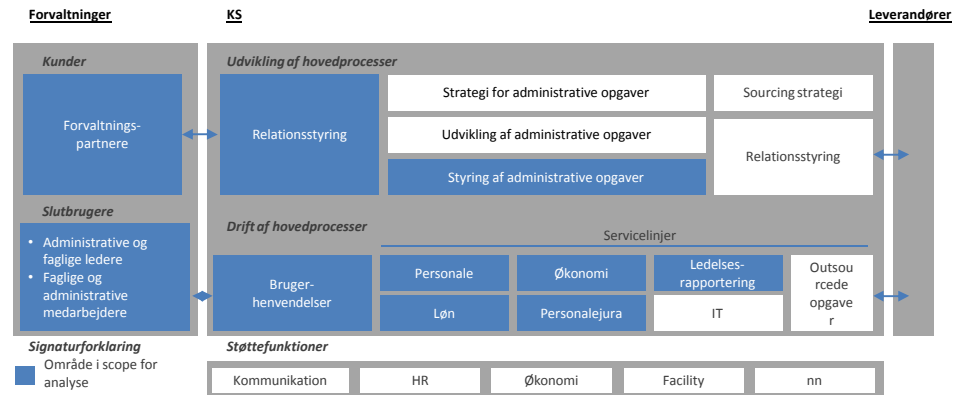 Forvaltninger
KS
Leverandører
Kunder
Udvikling af hovedprocesser
Forvaltnings-
partnere
Relationsstyring
Strategi for administrative opgaver
Udvikling af administrative opgaver
Styring af administrative opgaver
Sourcing strategi
Relationsstyring
Slutbrugere
• Administrative og
faglige ledere
• Faglige og
administrative
medarbejdere
Drift af hovedprocesser
Servicelinjer
Bruger-
henvendelser
Personale
Økonomi
Ledelses-
rapportering
Løn
Personalejura
IT
Outsou
rcede
opgave
r
Signaturforklaring
Område i scope for
analyse
Støttefunktioner
Kommunikation
HR
Økonomi
Facility
nn